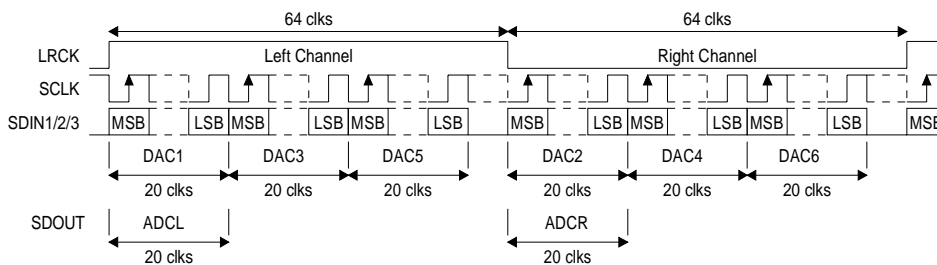 64 clks 64 clks
LRCK Left Channel Right Channel
SCLK
SDIN1/2/3 MSB LSB MSB LSB MSB LSB MSB LSB MSB LSB MSB LSB MSB
DAC1 DAC3 DAC5 DAC2 DAC4 DAC6
20 clks 20 clks 20 clks 20 clks 20 clks 20 clks
SDOUT ADCL ADCR
20 clks 20 clks